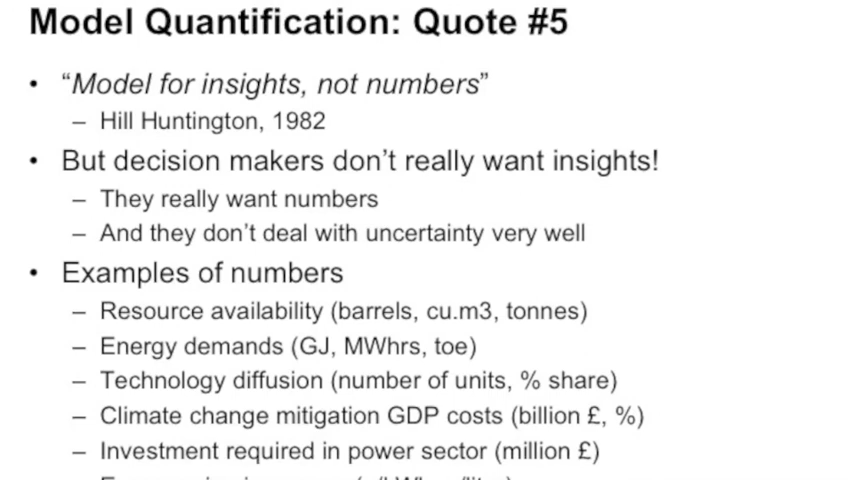 Model Quantification: Quote #5
• “Model for insights, not numbers”
– Hill Huntington, 1982
• But decision makers don’t really want insights!
– They really want numbers
– And they don’t deal with uncertainty very well
• Examples of numbers
– Resource availability (barrels, cu.m3, tonnes)
– Energy demands (GJ, MWhrs, toe)
– Technology diffusion (number of units, % share)
– Climate change mitigation GDP costs (billion £, %)
– Investment required in power sector (million £)